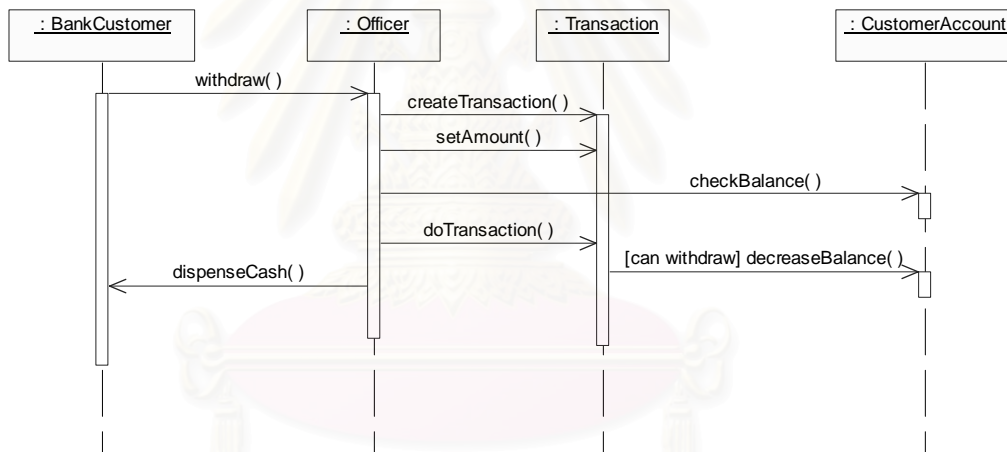 : BankCustomer
: Officer
: Transaction
: CustomerAccount
withdraw( )
createTransaction( )
setAmount( )
checkBalance( )
doTransaction( )
[can withdraw] decreaseBalance( )
dispenseCash( )